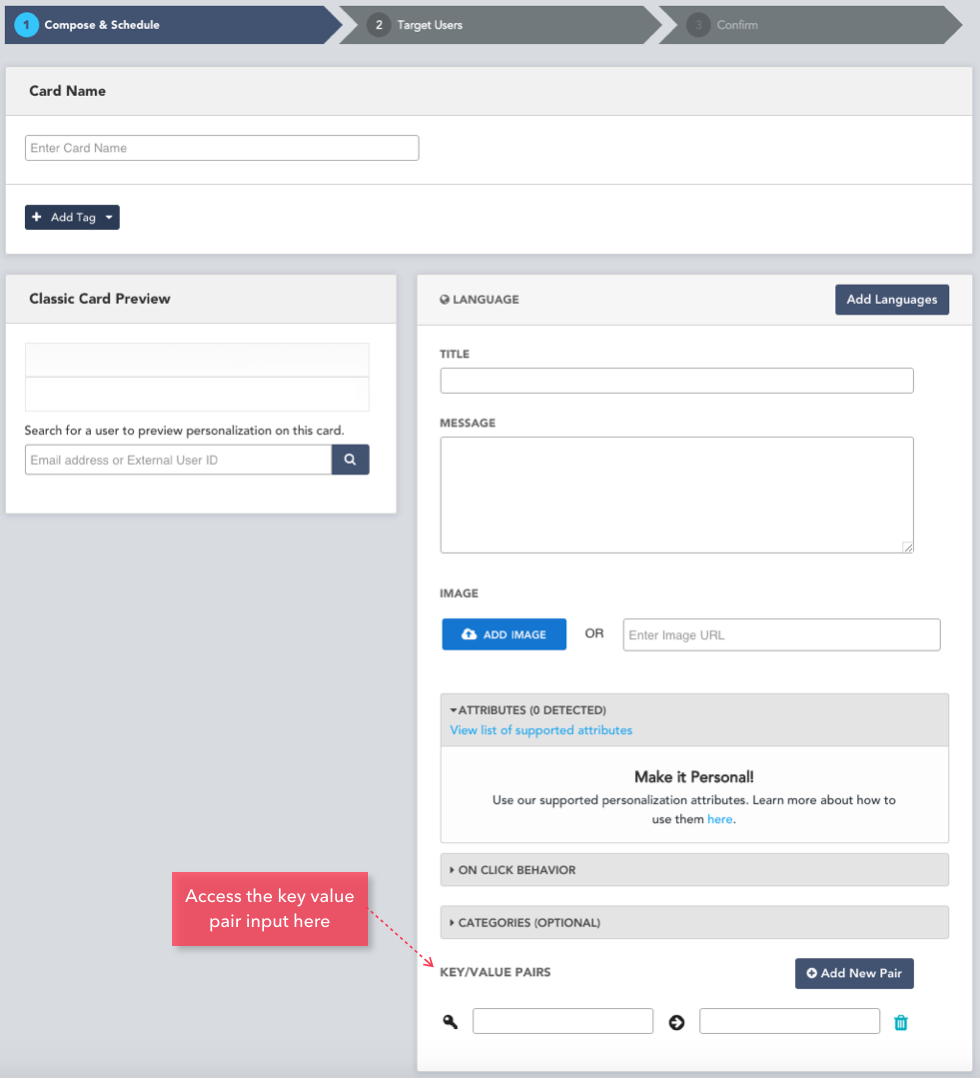 1 Compose & Schedule
2 Target Users
3 Confirm
Card Name
Enter Card Name
Add Tag
Classic Card Preview
Search for a user to preview personalization on this card.
Email address or External User ID
LANGUAGE
Add Languages
TITLE
MESSAGE
IMAGE
ADD IMAGE
OR
Enter Image URL
ATTRIBUTES (0 DETECTED)
View list of supported attributes
Make it Personal!
Use our supported personalization attributes. Learn more about how to
use them here.
ON CLICK BEHAVIOR
CATEGORIES (OPTIONAL)
Access the key value
pair input here
KEY/VALUE PAIRS
Add New Pair